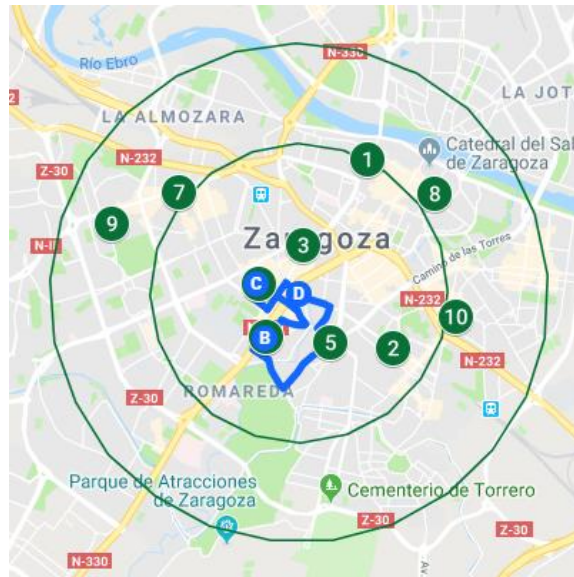 N-330
Río Ebro
LA JOT
LA ALMOZARA
2
N-232
1
Catedral del Sal
de Zaragoza
Z-30
7
8
9
N-II
Zaragoza
3
Camino de las Torres
C
D
N-232
10
B
5
2
N-232
ROMAREDA
Z-30
Parque de Atracciones
de Zaragoza
Cementerio de Torrero
Z-30
N-330
Av